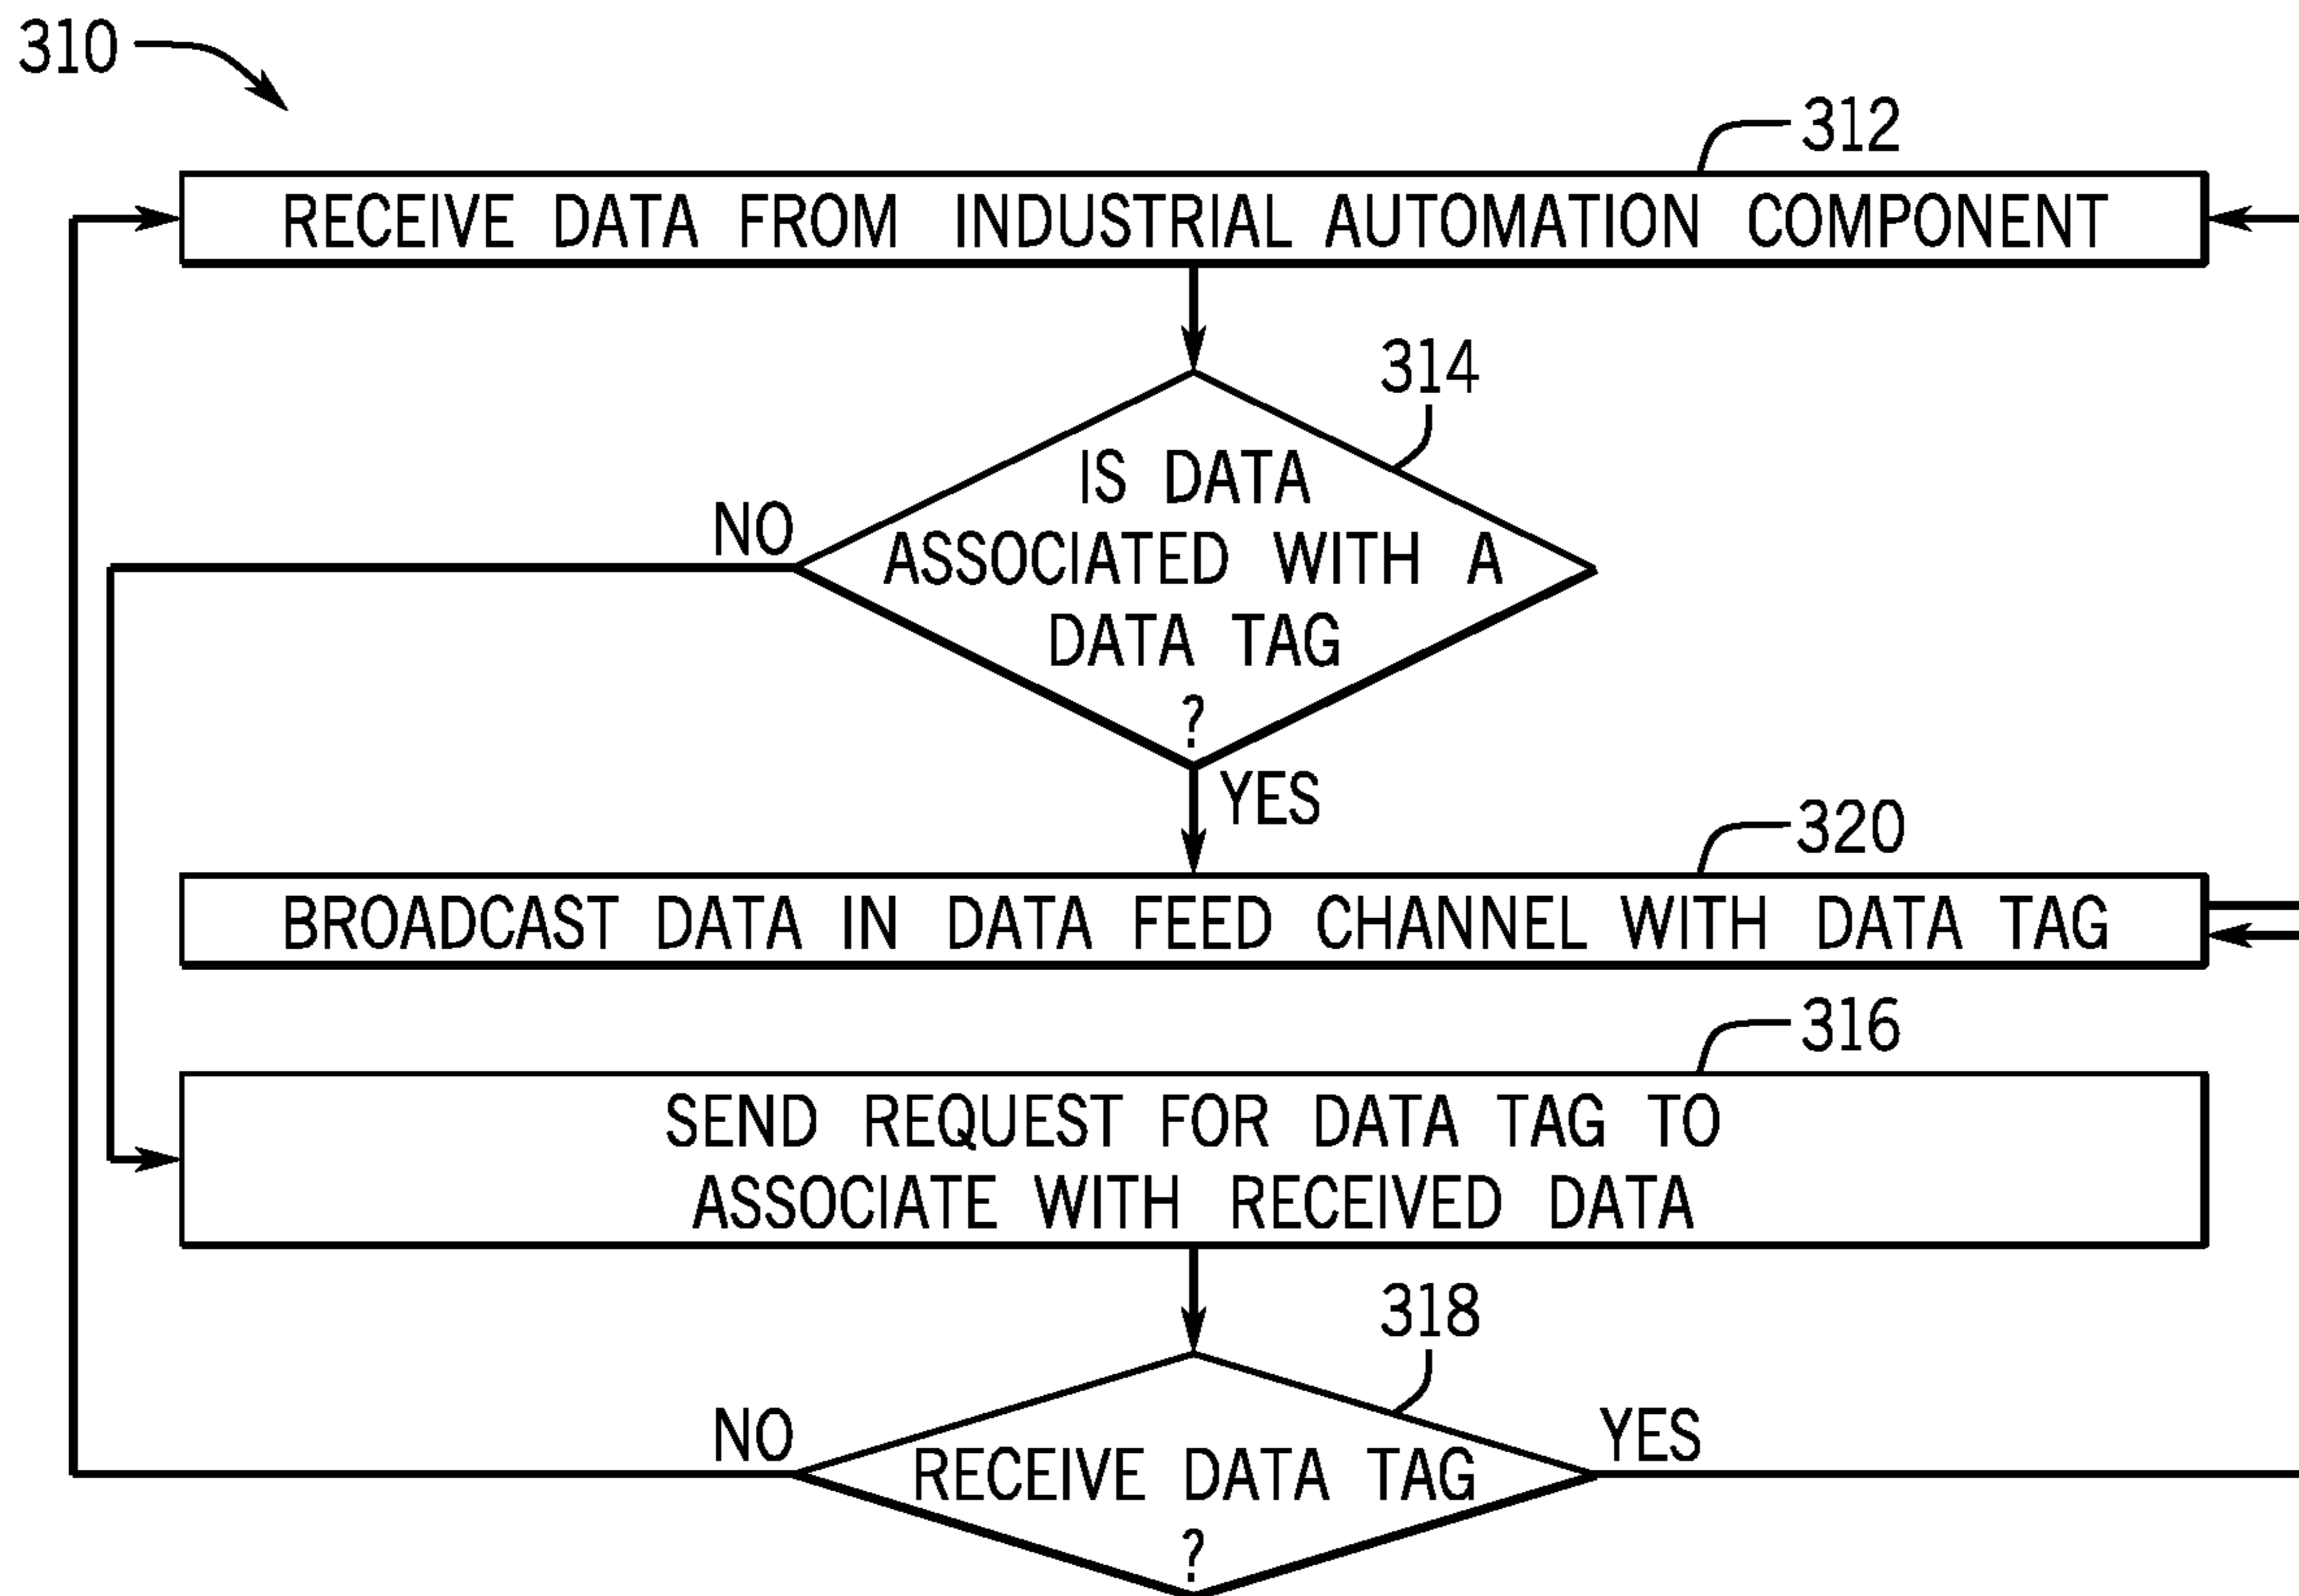 310
312
RECEIVE DATA FROM INDUSTRIAL AUTOMATION COMPONENT
314
IS DATA
ASSOCIATED WITH A
DATA TAG
?
NO
YES
320
BROADCAST DATA IN DATA FEED CHANNEL WITH DATA TAG
316
SEND REQUEST FOR DATA TAG TO
ASSOCIATE WITH RECEIVED DATA
318
NO
YES
RECEIVE DATA TAG
?